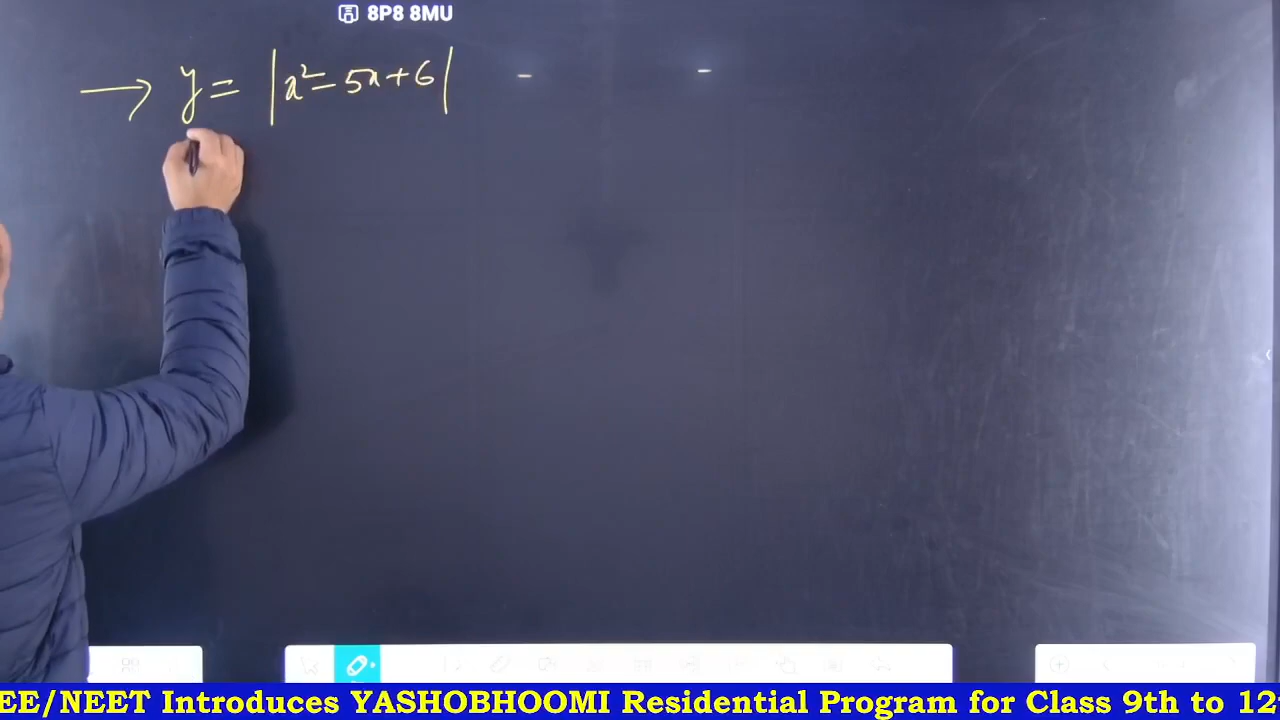 8P8 8MU
→ y = |x² - 5x + 6|
EE/NEET Introduces YASHOBHOOMI Residential Program for Class 9th to 12